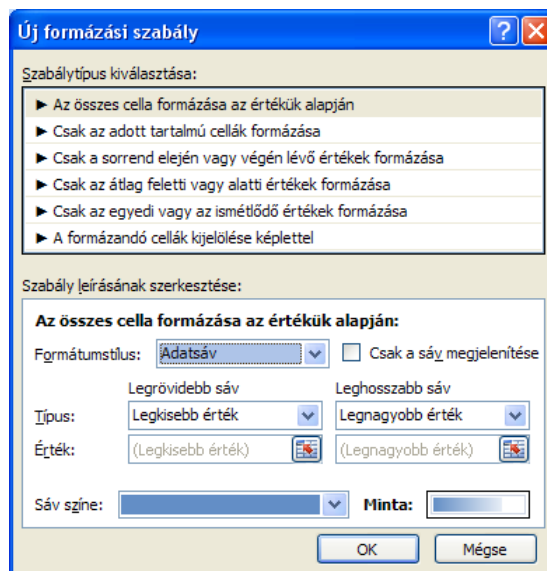 Új formázási szabály
Szabálytípus kiválasztása:
► Az összes cella formázása az értékük alapján
► Csak az adott tartalmú cellák formázása
► Csak a sorrend elején vagy végén lévő értékek formázása
► Csak az átlag feletti vagy alatti értékek formázása
► Csak az egyedi vagy az ismétlődő értékek formázása
► A formázandó cellák kijelölése képlettel
Szabály leírásának szerkesztése:
Az összes cella formázása az értékük alapján:
Formátumstílus: Adatsáv Csak a sáv megjelenítése
Legrövidebb sáv Leghosszabb sáv
Típus: Legkisebb érték Legnagyobb érték
Érték: (Legkisebb érték) (Legnagyobb érték)
Sáv színe: Minta:
OK Mégse